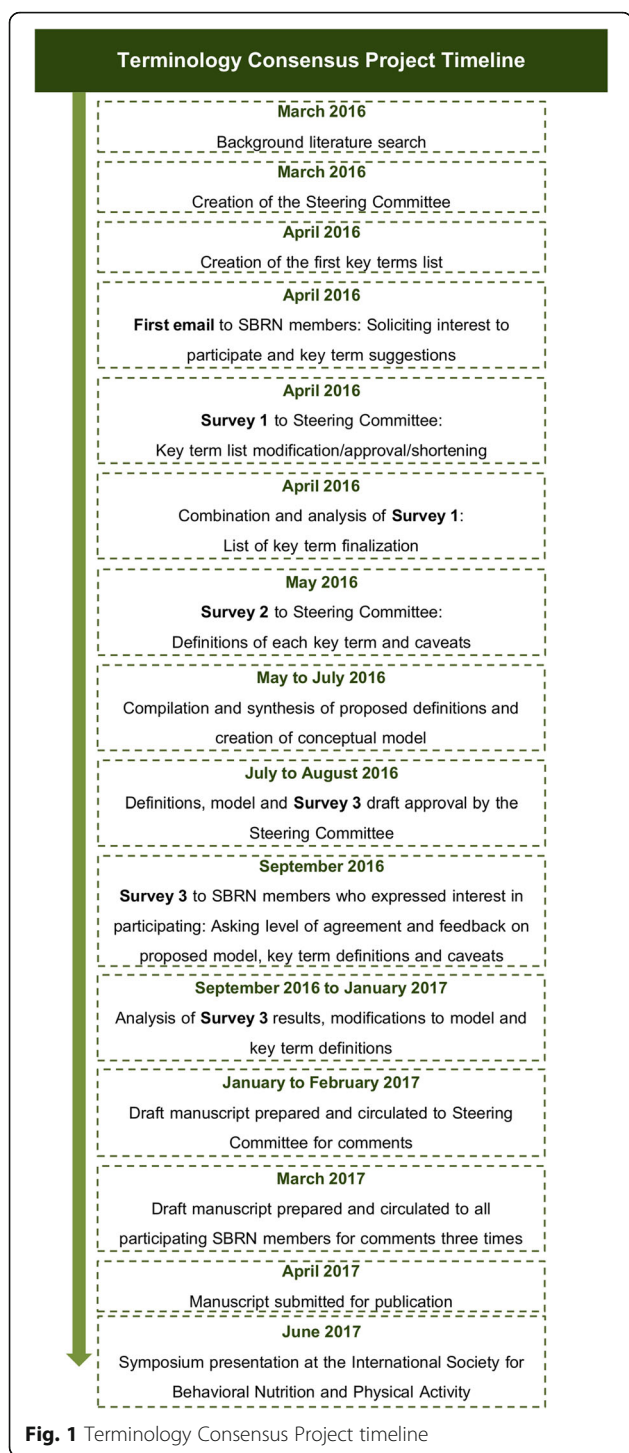 Terminology Consensus Project Timeline
March 2016
Background literature search
March 2016
Creation of the Steering Committee
April 2016
Creation of the first key terms list
April 2016
First email to SBRN members: Soliciting interest to
participate and key term suggestions
April 2016
Survey 1 to Steering Committee:
Key term list modification/approval/shortening
April 2016
Combination and analysis of Survey 1:
List of key term finalization
May 2016
Survey 2 to Steering Committee:
Definitions of each key term and caveats
May to July 2016
Compilation and synthesis of proposed definitions and
creation of conceptual model
July to August 2016
Definitions, model and Survey 3 draft approval by the
Steering Committee
September 2016
Survey 3 to SBRN members who expressed interest in
participating: Asking level of agreement and feedback on
proposed model, key term definitions and caveats
September 2016 to January 2017
Analysis of Survey 3 results, modifications to model and
key term definitions
January to February 2017
Draft manuscript prepared and circulated to Steering
Committee for comments
March 2017
Draft manuscript prepared and circulated to all
participating SBRN members for comments three times
April 2017
Manuscript submitted for publication
June 2017
Symposium presentation at the International Society for
Behavioral Nutrition and Physical Activity
Fig. 1 Terminology Consensus Project timeline